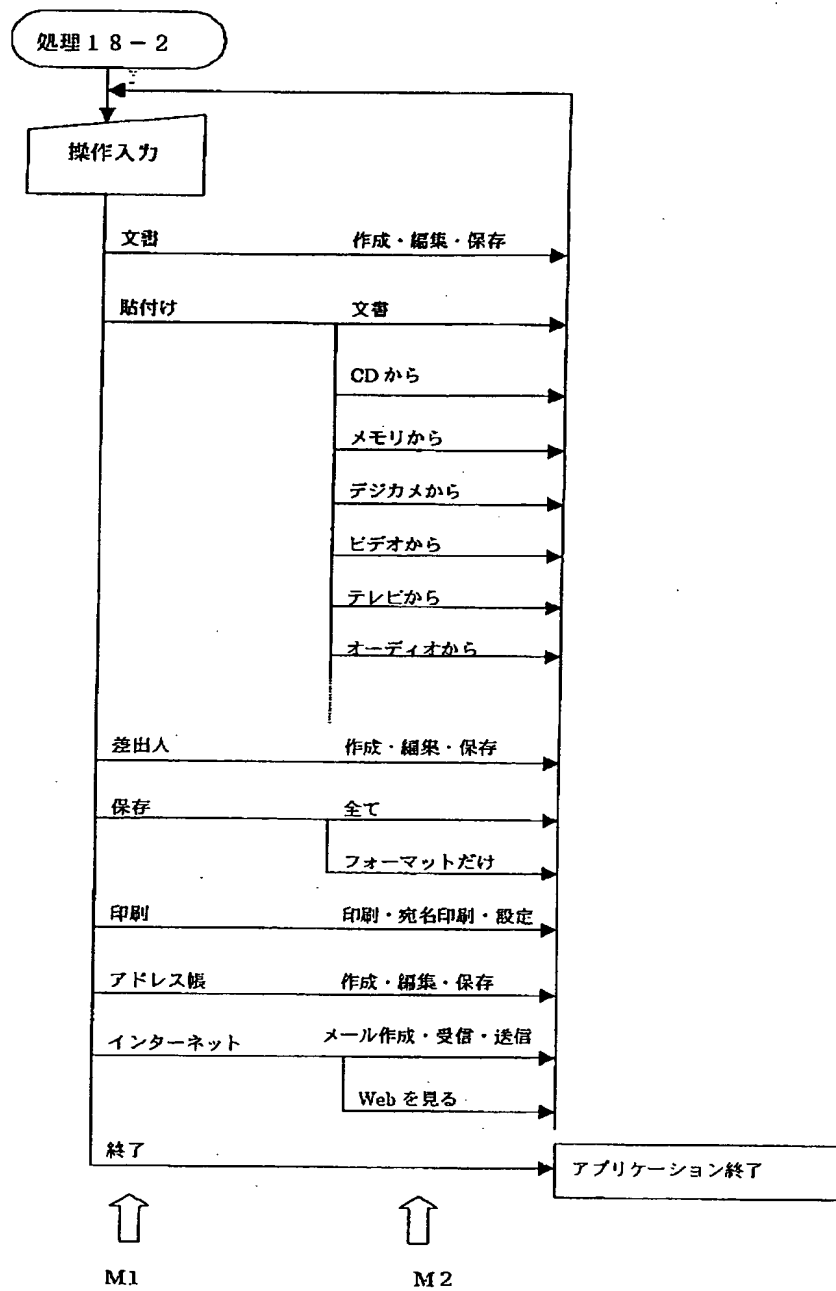 処理18-2
操作入力
文書 作成・編集・保存
貼付け 文書
CDから
メモリから
デジカメから
ビデオから
テレビから
オーディオから
差出人 作成・編集・保存
保存 全て
フォーマットだけ
印刷 印刷・宛名印刷・設定
アドレス帳 作成・編集・保存
インターネット メール作成・受信・送信
Webを見る
終了 アプリケーション終了
M1 M2